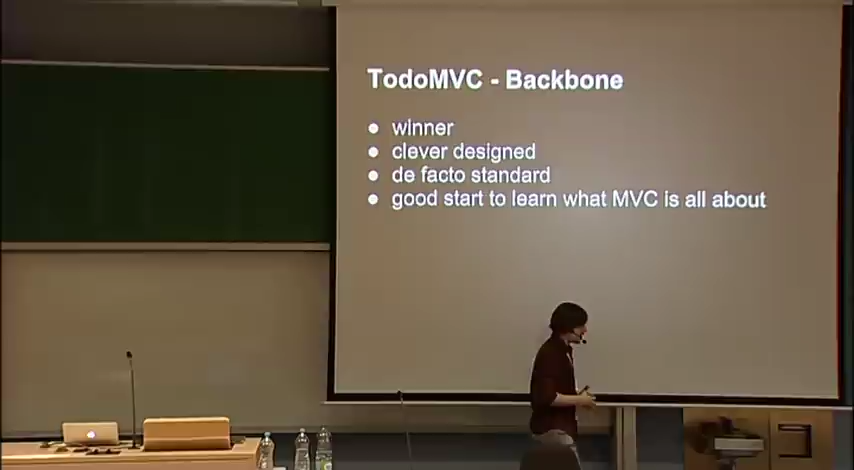 TodoMVC - Backbone
● winner
● clever designed
● de facto standard
● good start to learn what MVC is all about